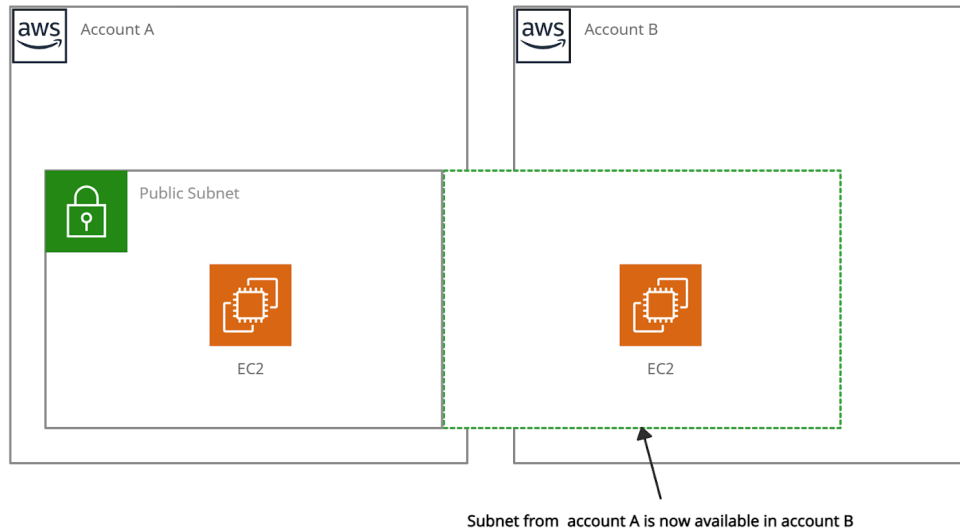 aws Account A
aws Account B
Public Subnet
EC2
EC2
Subnet from account A is now available in account B